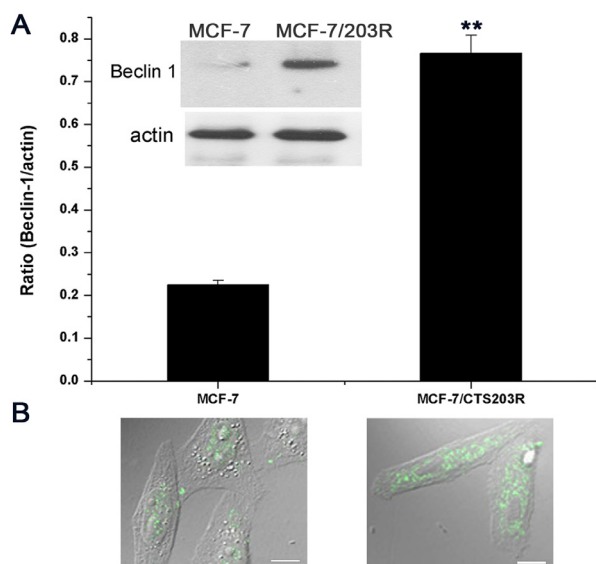 A
MCF-7 MCF-7/203R
Beclin 1
actin
**
Ratio (Beclin-1/actin)
0.8
0.7
0.6
0.5
0.4
0.3
0.2
0.1
0.0
MCF-7 MCF-7/CTS203R
B